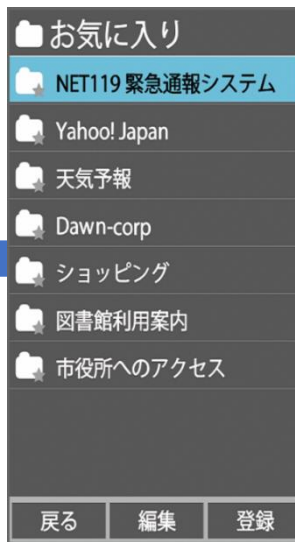 お気に入り
NET119 緊急通報システム
Yahoo! Japan
天気予報
Dawn-corp
ショッピング
図書館利用案内
市役所へのアクセス
戻る 編集 登録